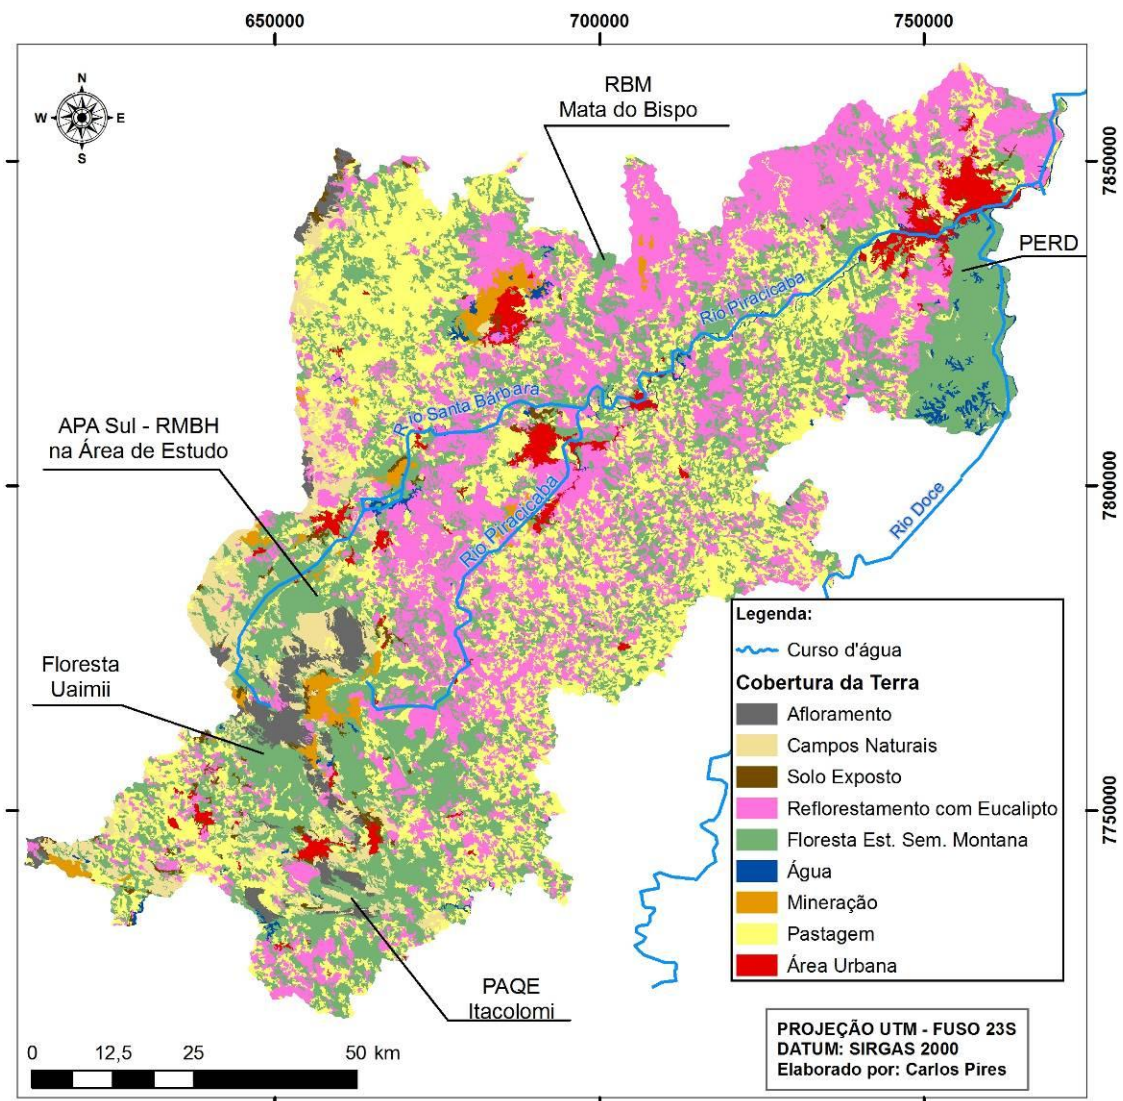 650000
700000
750000
N
W
E
S
RBM
Mata do Bispo
7850000
PERD
Rio Piracicaba
Rio Santa Bárbara
APA Sul - RMBH
na Área de Estudo
7800000
Rio Piracicaba
Rio Doce
Floresta
Uaimii
Legenda:
Curso d'água
Cobertura da Terra
Afloramento
Campos Naturais
Solo Exposto
Reflorestamento com Eucalipto
Floresta Est. Sem. Montana
Água
Mineração
Pastagem
Área Urbana
7750000
PAQE
Itacolomi
0 12,5 25 50 km
PROJEÇÃO UTM - FUSO 23S
DATUM: SIRGAS 2000
Elaborado por: Carlos Pires